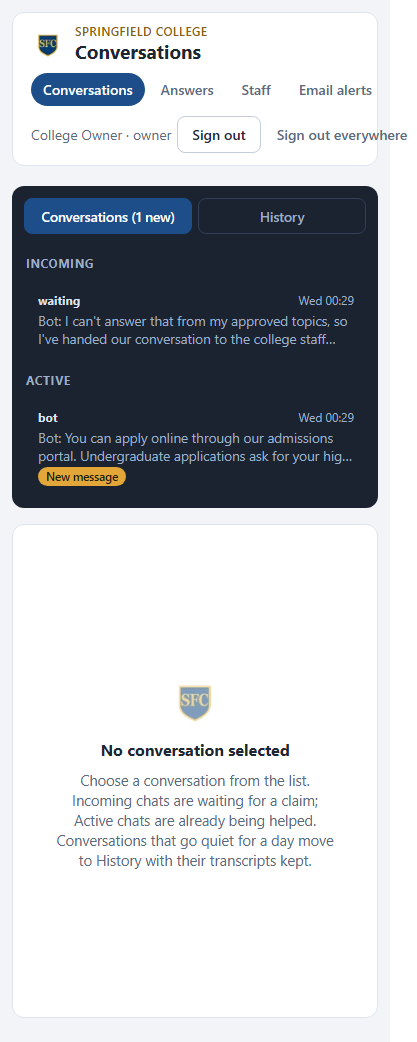 SFC
SPRINGFIELD COLLEGE
Conversations
Conversations Answers Staff Email alerts
College Owner · owner Sign out Sign out everywhere
Conversations (1 new) History
INCOMING
waiting Wed 00:29
Bot: I can't answer that from my approved topics, so
I've handed our conversation to the college staff...
ACTIVE
bot Wed 00:29
Bot: You can apply online through our admissions
portal. Undergraduate applications ask for your hig...
New message
SFC
No conversation selected
Choose a conversation from the list.
Incoming chats are waiting for a claim;
Active chats are already being helped.
Conversations that go quiet for a day move
to History with their transcripts kept.